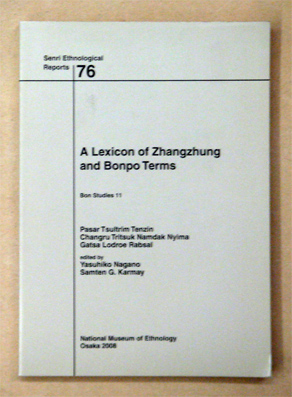 Senri Ethnological
Reports 76
A Lexicon of Zhangzhung
and Bonpo Terms
Bon Studies 11
Pasar Tsultrim Tenzin
Changru Tritsuk Namdak Nyima
Gatsa Lodroe Rabsal
edited by
Yasuhiko Nagano
Samten G. Karmay
National Museum of Ethnology
Osaka 2008